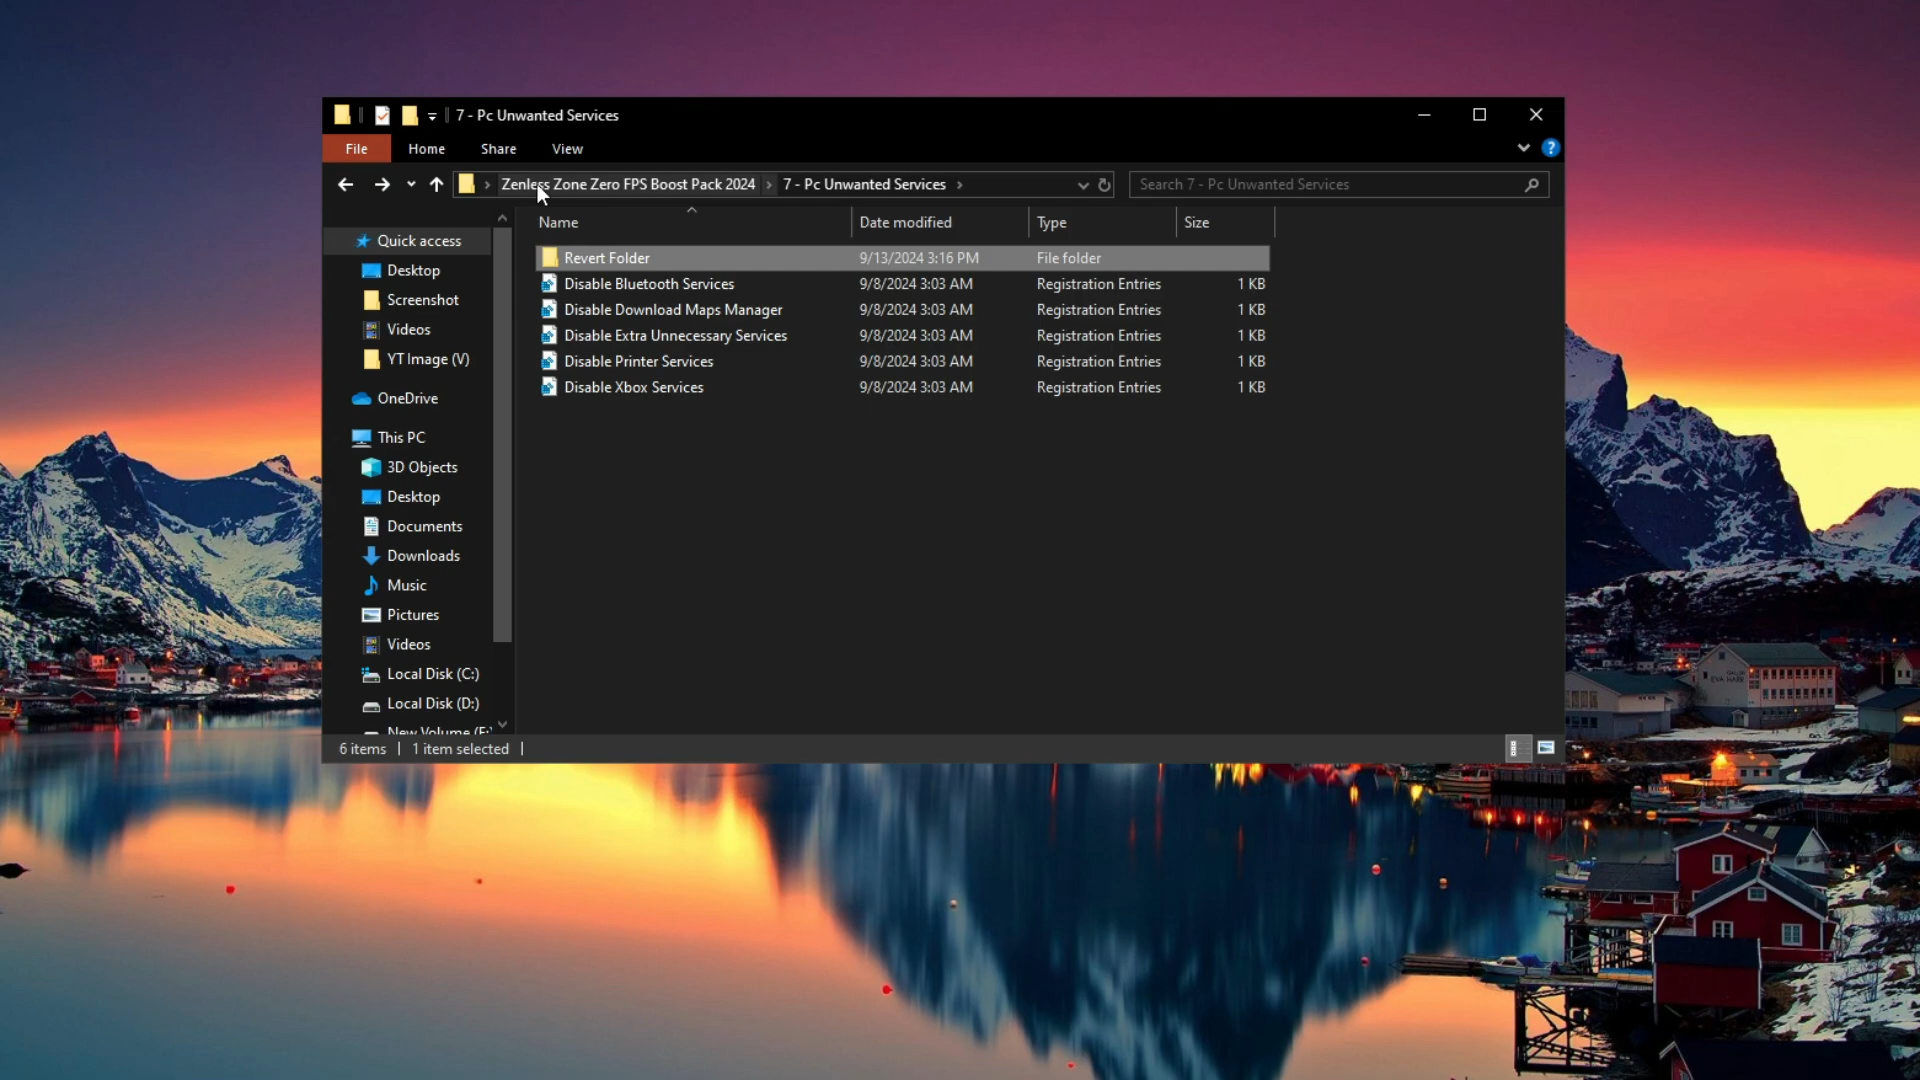 7 - Pc Unwanted Services
File Home Share View
Zenless Zone Zero FPS Boost Pack 2024 7 - Pc Unwanted Services Search 7 - Pc Unwanted Services
Name Date modified Type Size
Quick access
Desktop
Screenshot
Videos
YT Image (V)
OneDrive
This PC
3D Objects
Desktop
Documents
Downloads
Music
Pictures
Videos
Local Disk (C:)
Local Disk (D:)
New Volume (E:)
Revert Folder 9/13/2024 3:16 PM File folder
Disable Bluetooth Services 9/8/2024 3:03 AM Registration Entries 1 KB
Disable Download Maps Manager 9/8/2024 3:03 AM Registration Entries 1 KB
Disable Extra Unnecessary Services 9/8/2024 3:03 AM Registration Entries 1 KB
Disable Printer Services 9/8/2024 3:03 AM Registration Entries 1 KB
Disable Xbox Services 9/8/2024 3:03 AM Registration Entries 1 KB
6 items 1 item selected